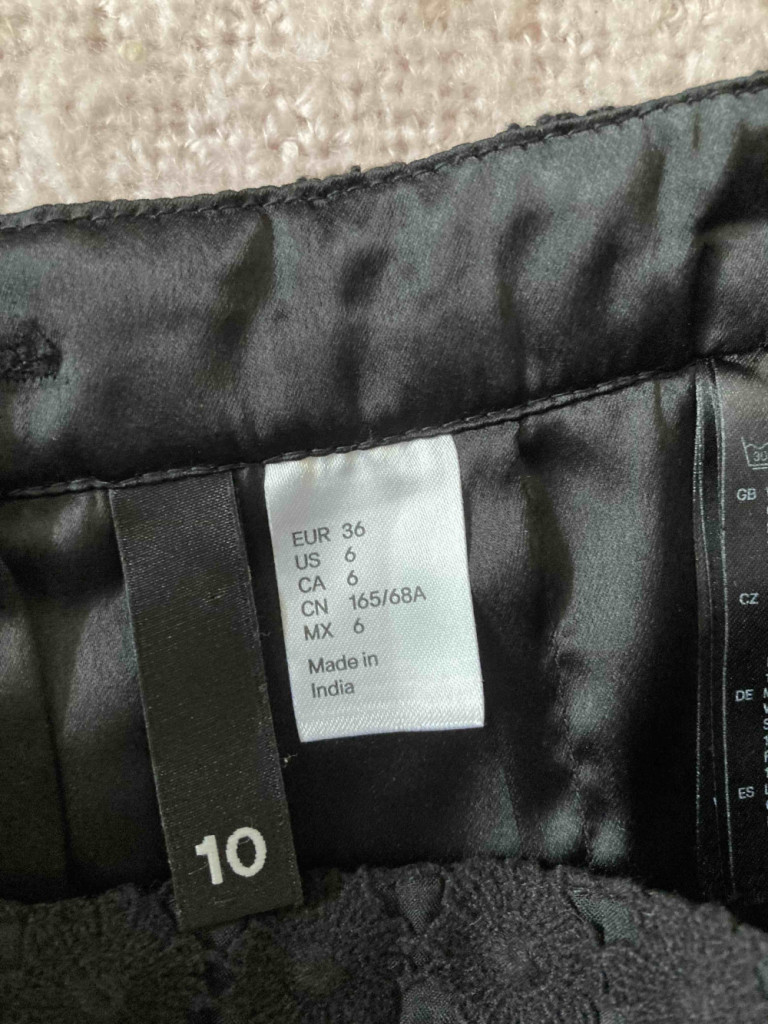 EUR 36
US 6
CA 6
CN 165/68A
MX 6
Made in
India
10
30
GB
CZ
DE
ES